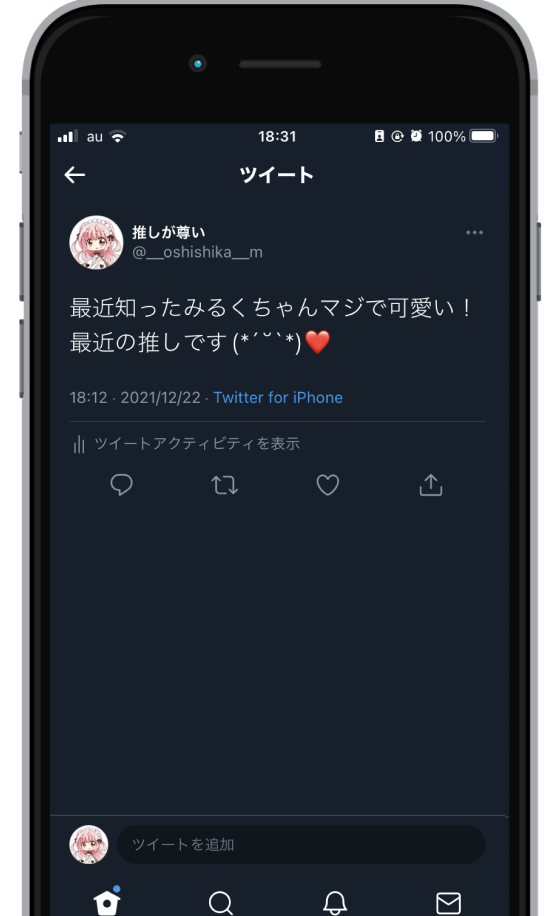 au 18:31 100%
ツイート
推しが尊い
@__oshishika__m
最近知ったみるくちゃんマジで可愛い！
最近の推しです(*´˘`*)❤️
18:12 · 2021/12/22 · Twitter for iPhone
ツイートアクティビティを表示
ツイートを追加